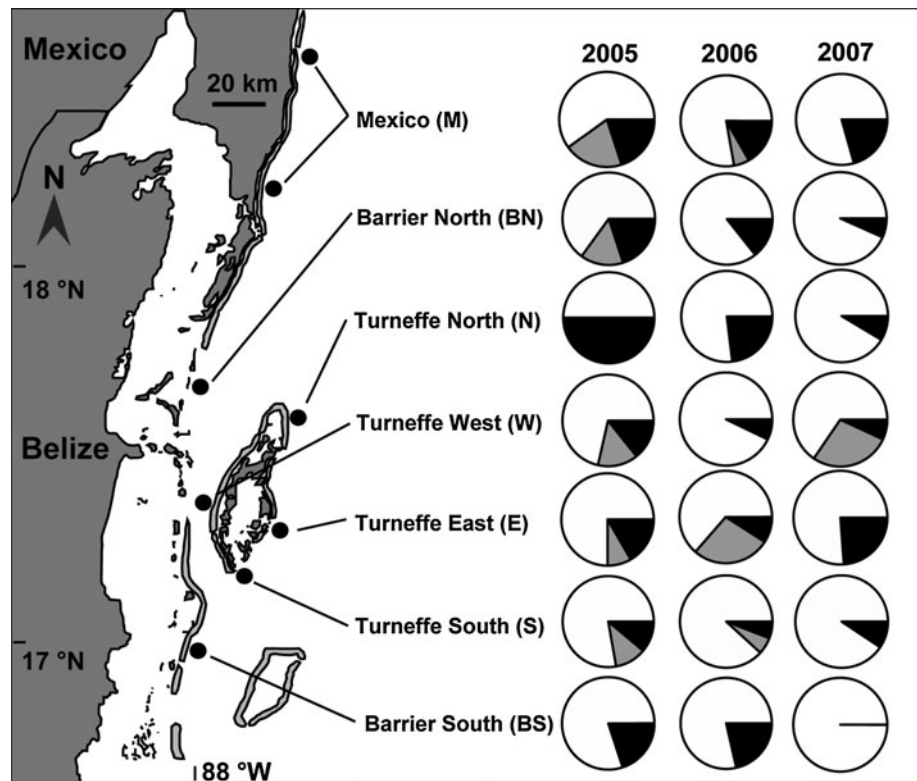 Mexico
20 km
2005 2006 2007
Mexico (M)
N
Barrier North (BN)
18 °N
Turneffe North (N)
Turneffe West (W)
Belize
Turneffe East (E)
Turneffe South (S)
17 °N
Barrier South (BS)
88 °W